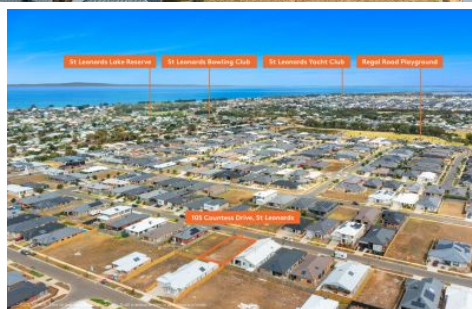 St Leonards Lake Reserve
St Leonards Bowling Club
St Leonards Yacht Club
Regal Road Playground
105 Countess Drive, St Leonards